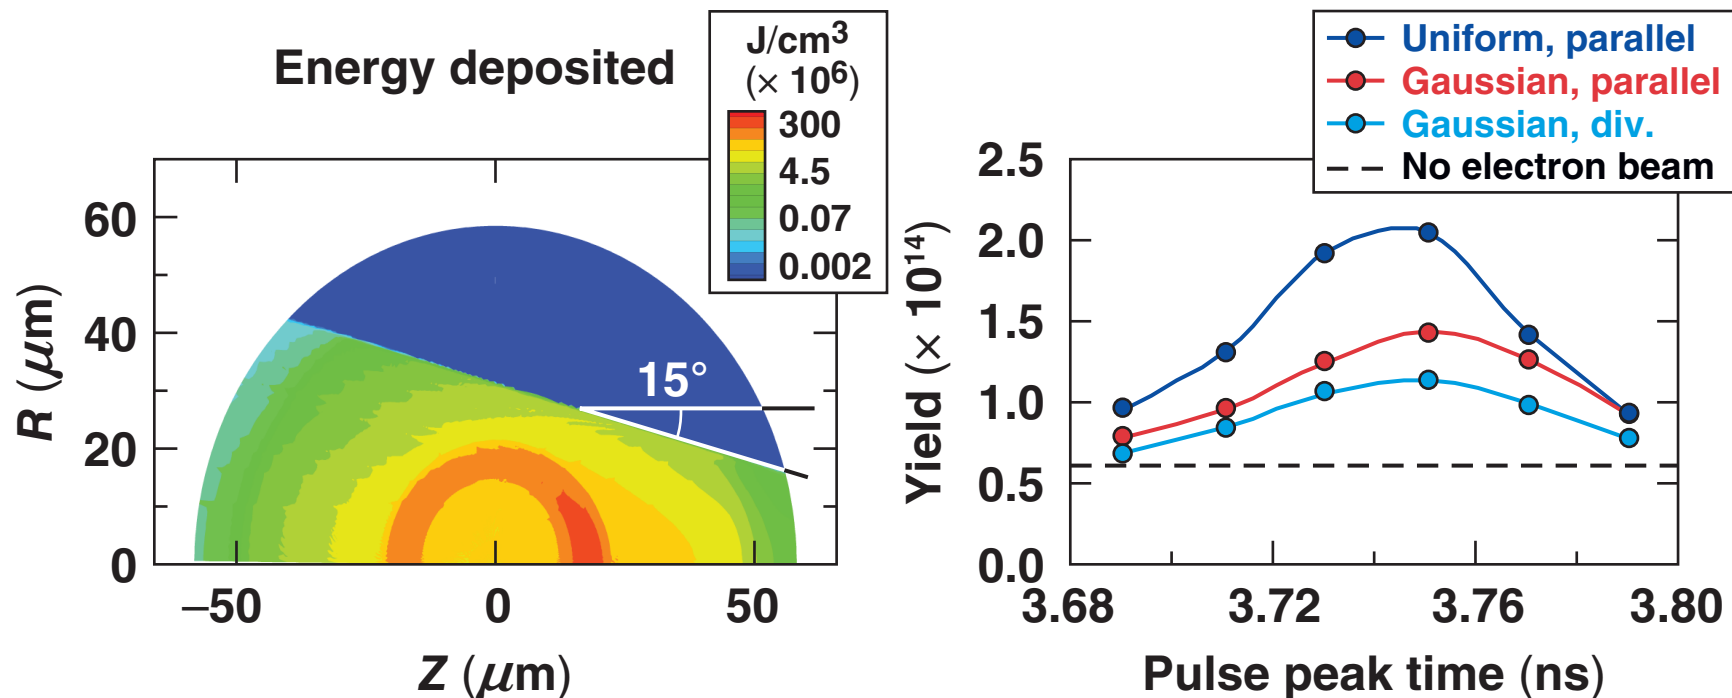 Energy deposited
J/cm³
(× 10⁶)
300
4.5
0.07
0.002
60
40
20
0
R (μm)
15°
–50
0
50
Z (μm)
Uniform, parallel
Gaussian, parallel
Gaussian, div.
No electron beam
2.5
2.0
1.5
1.0
0.5
0.0
Yield (× 10¹⁴)
3.68
3.72
3.76
3.80
Pulse peak time (ns)